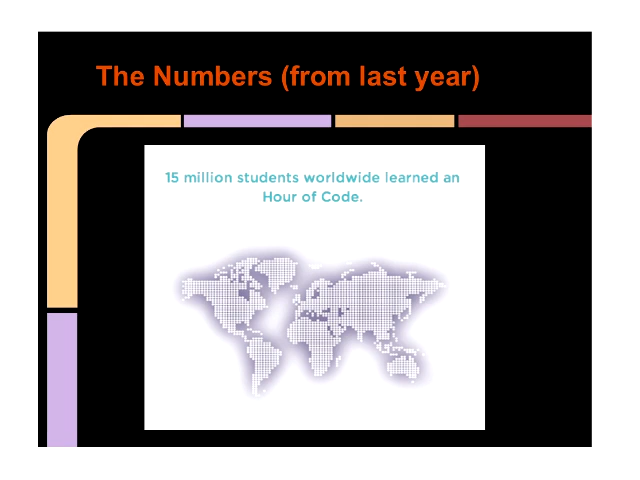 The Numbers (from last year)
15 million students worldwide learned an
Hour of Code.